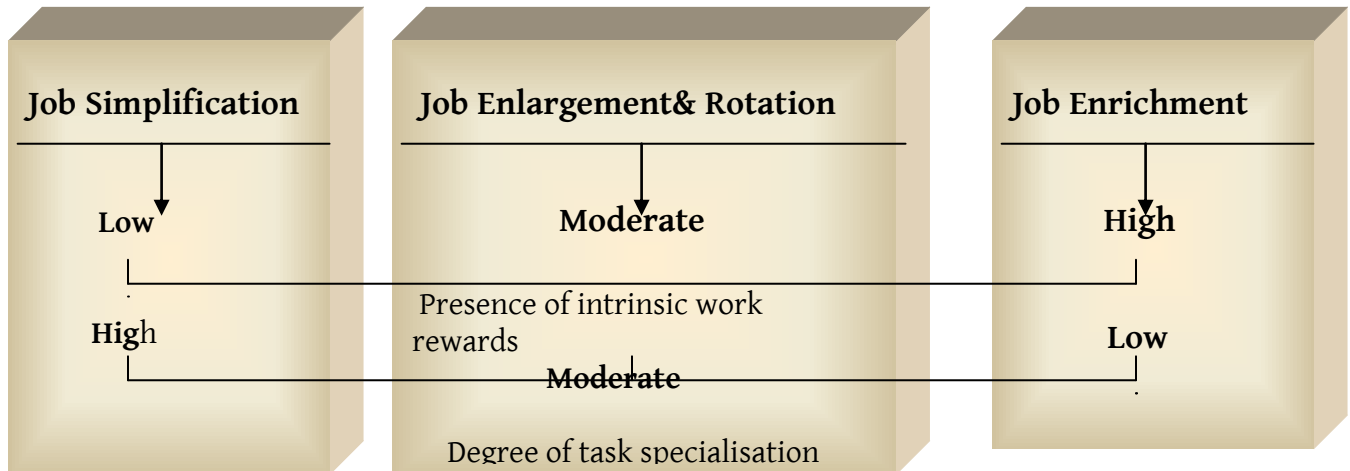 Job Simplification
Job Enlargement& Rotation
Job Enrichment
Low
Moderate
High
Presence of intrinsic work
rewards
High
Moderate
Low
Degree of task specialisation